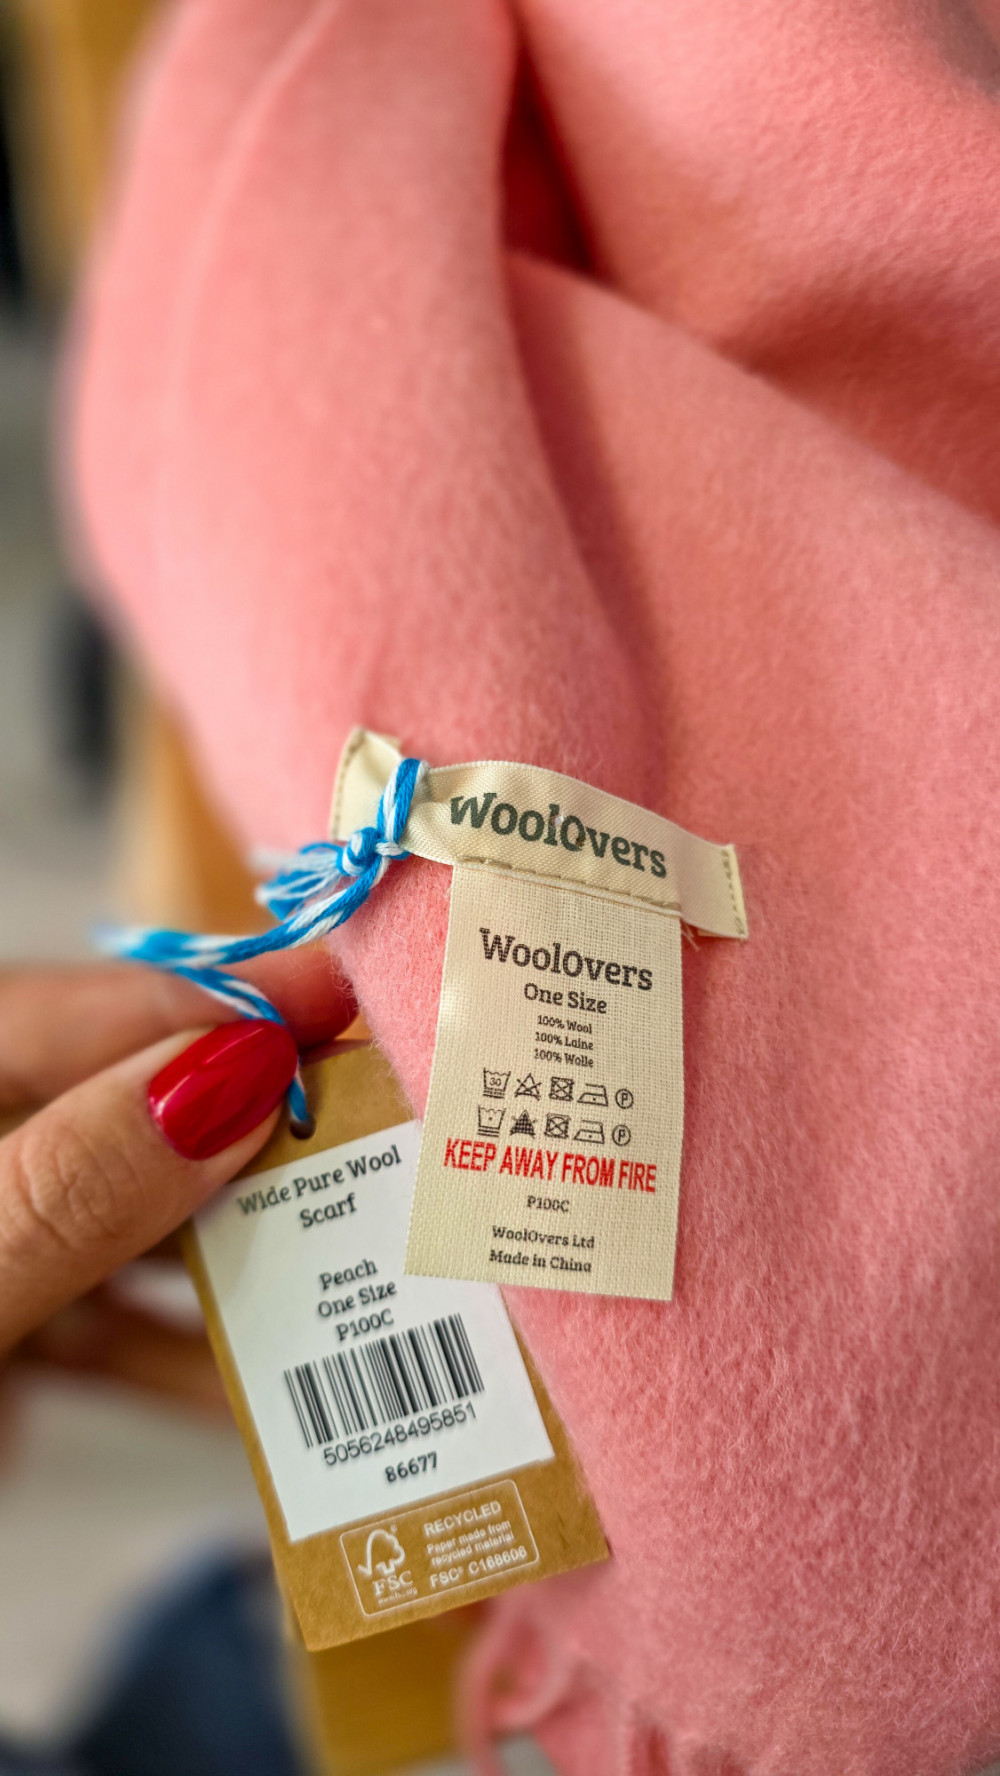 WoolOvers
WoolOvers
One Size
100% Wool
100% Laine
100% Wolle
30
P
P
KEEP AWAY FROM FIRE
P100C
WoolOvers Ltd
Made in China
Wide Pure Wool
Scarf
Peach
One Size
P100C
5056248495851
86677
FSC
RECYCLED
Paper made from
recycled material
FSC® C168606